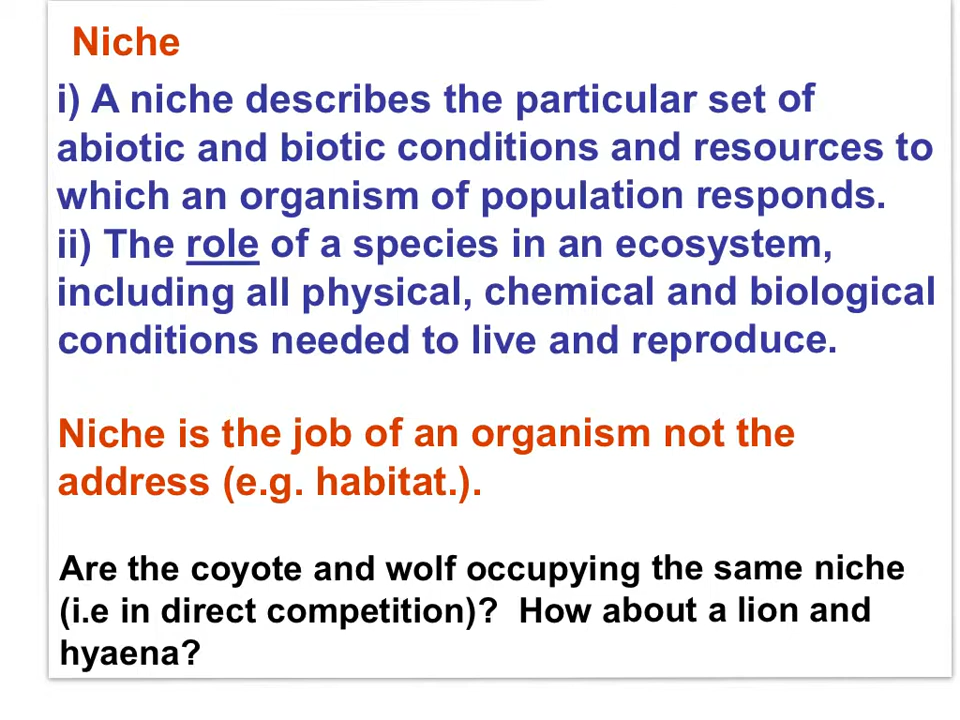 Niche
i) A niche describes the particular set of
abiotic and biotic conditions and resources to
which an organism of population responds.
ii) The role of a species in an ecosystem,
including all physical, chemical and biological
conditions needed to live and reproduce.
Niche is the job of an organism not the
address (e.g. habitat.).
Are the coyote and wolf occupying the same niche
(i.e in direct competition)?  How about a lion and
hyaena?